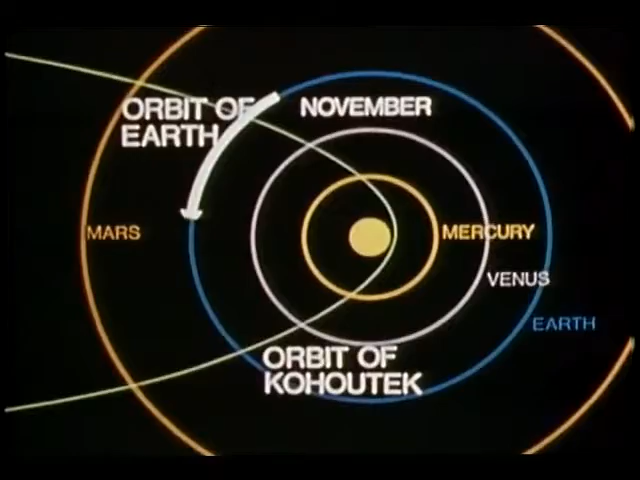 ORBIT OF
EARTH
NOVEMBER
MARS
MERCURY
VENUS
EARTH
ORBIT OF
KOHOUTEK